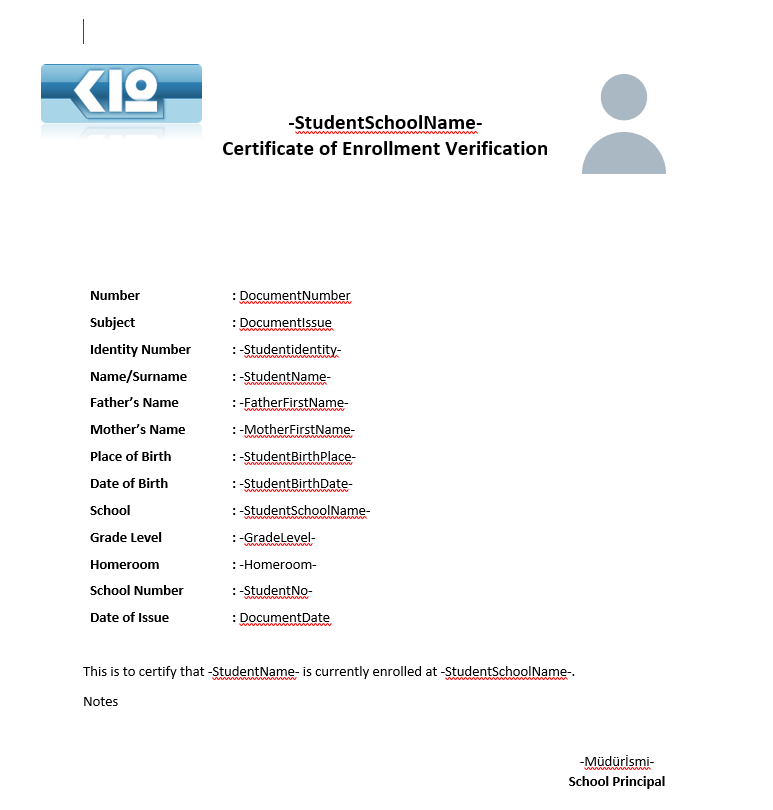 K12
-StudentSchoolName-
Certificate of Enrollment Verification
Number : DocumentNumber
Subject : DocumentIssue
Identity Number : -Studentidentity-
Name/Surname : -StudentName-
Father’s Name : -FatherFirstName-
Mother’s Name : -MotherFirstName-
Place of Birth : -StudentBirthPlace-
Date of Birth : -StudentBirthDate-
School : -StudentSchoolName-
Grade Level : -GradeLevel-
Homeroom : -Homeroom-
School Number : -StudentNo-
Date of Issue : DocumentDate
This is to certify that -StudentName- is currently enrolled at -StudentSchoolName-.
Notes
-Müdürİsmi-
School Principal